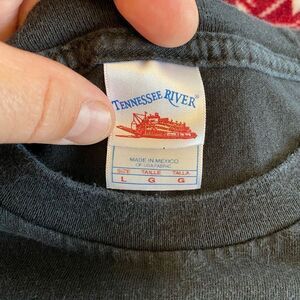 TENNESSEE RIVER®
MADE IN MEXICO
OF USA FABRIC
SIZE TAILLE TALLA
L G G